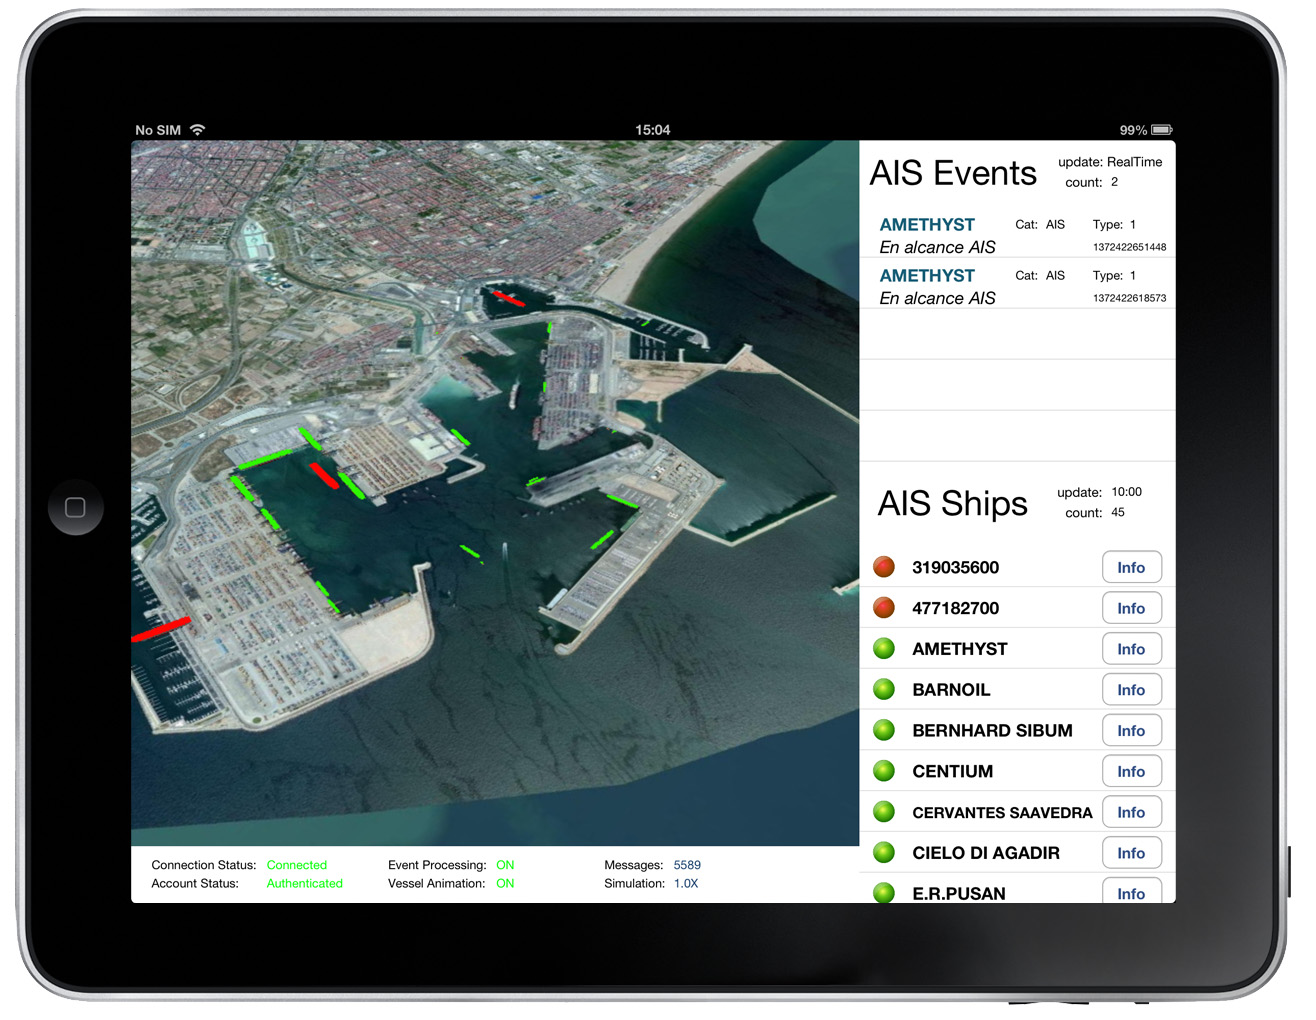 No SIM 15:04 99%
AIS Events
update: RealTime
count: 2
AMETHYST Cat: AIS Type: 1
En alcance AIS 1372422651448
AMETHYST Cat: AIS Type: 1
En alcance AIS 1372422618573
AIS Ships
update: 10:00
count: 45
319035600 Info
477182700 Info
AMETHYST Info
BARNOIL Info
BERNHARD SIBUM Info
CENTIUM Info
CERVANTES SAAVEDRA Info
CIELO DI AGADIR Info
E.R.PUSAN Info
Connection Status: Connected Event Processing: ON Messages: 5589
Account Status: Authenticated Vessel Animation: ON Simulation: 1.0X